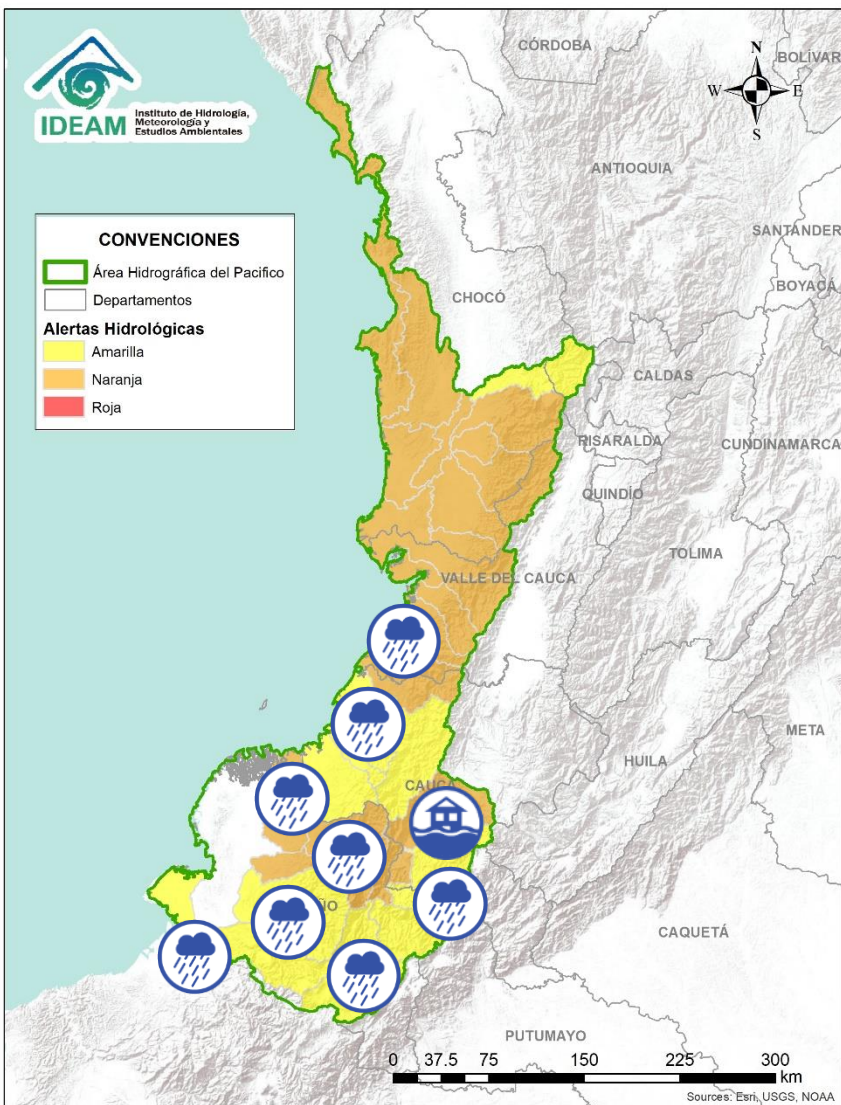 IDEAM
Instituto de Hidrología,
Meteorología y
Estudios Ambientales
N
W
E
S
CÓRDOBA
BOLÍVAR
ANTIOQUIA
SANTANDER
BOYACÁ
CHOCÓ
CONVENCIONES
Área Hidrográfica del Pacifico
Departamentos
Alertas Hidrológicas
Amarilla
Naranja
Roja
CALDAS
RISARALDA
CUNDINAMARCA
QUINDÍO
TOLIMA
VALLE DEL CAUCA
META
HUILA
CAUCA
CAQUETÁ
PUTUMAYO
0 37.5 75 150 225 300
km
Sources: Esri, USGS, NOAA